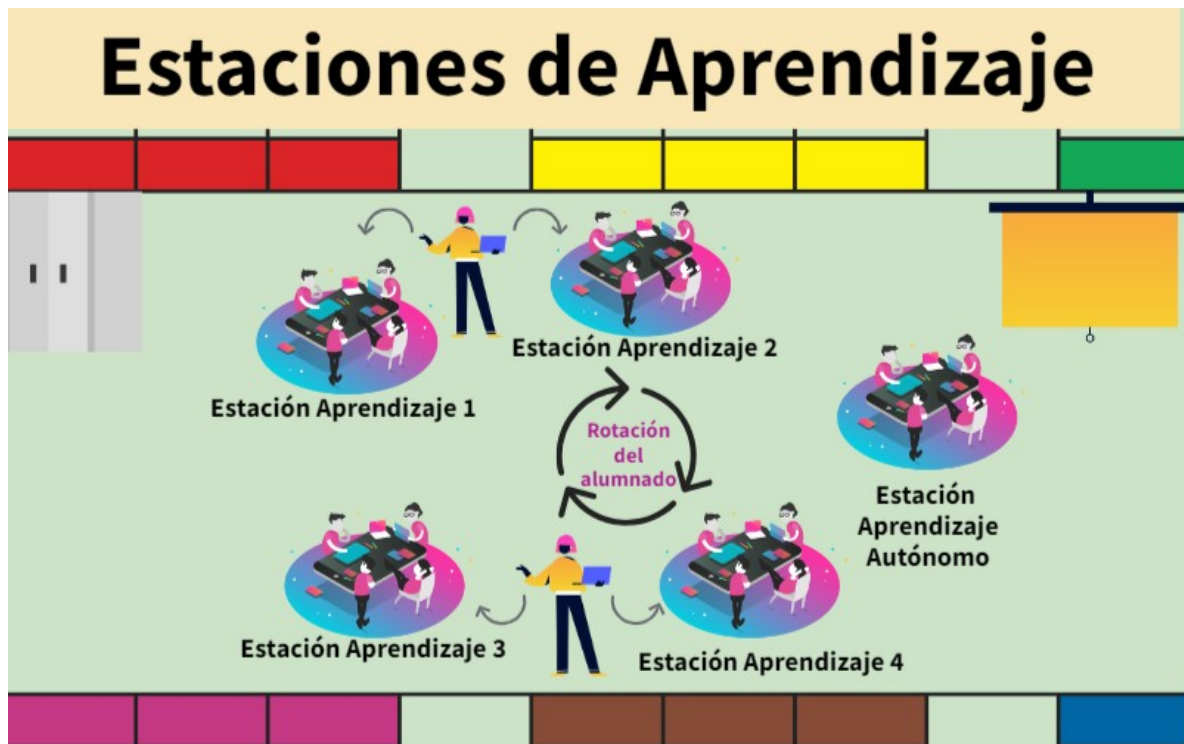 Estaciones de Aprendizaje
Estación Aprendizaje 2
Estación Aprendizaje 1
Rotación
del
alumnado
Estación
Aprendizaje
Autónomo
Estación Aprendizaje 3
Estación Aprendizaje 4